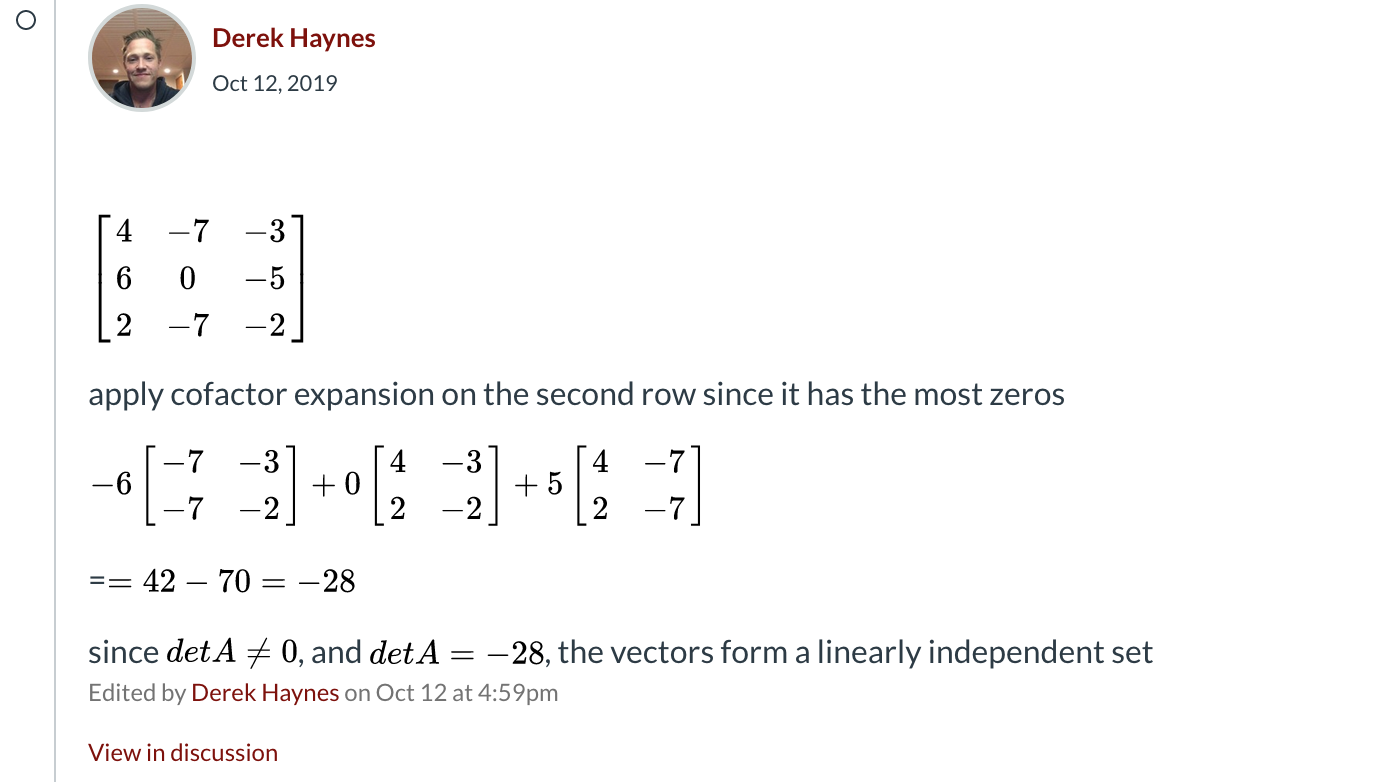 Derek Haynes
Oct 12, 2019
4 −7 −3
6 0 −5
2 −7 −2
apply cofactor expansion on the second row since it has the most zeros
−6 [−7 −3; −7 −2] + 0 [4 −3; 2 −2] + 5 [4 −7; 2 −7]
== 42 − 70 = −28
since detA ≠ 0, and detA = −28, the vectors form a linearly independent set
Edited by Derek Haynes on Oct 12 at 4:59pm
View in discussion